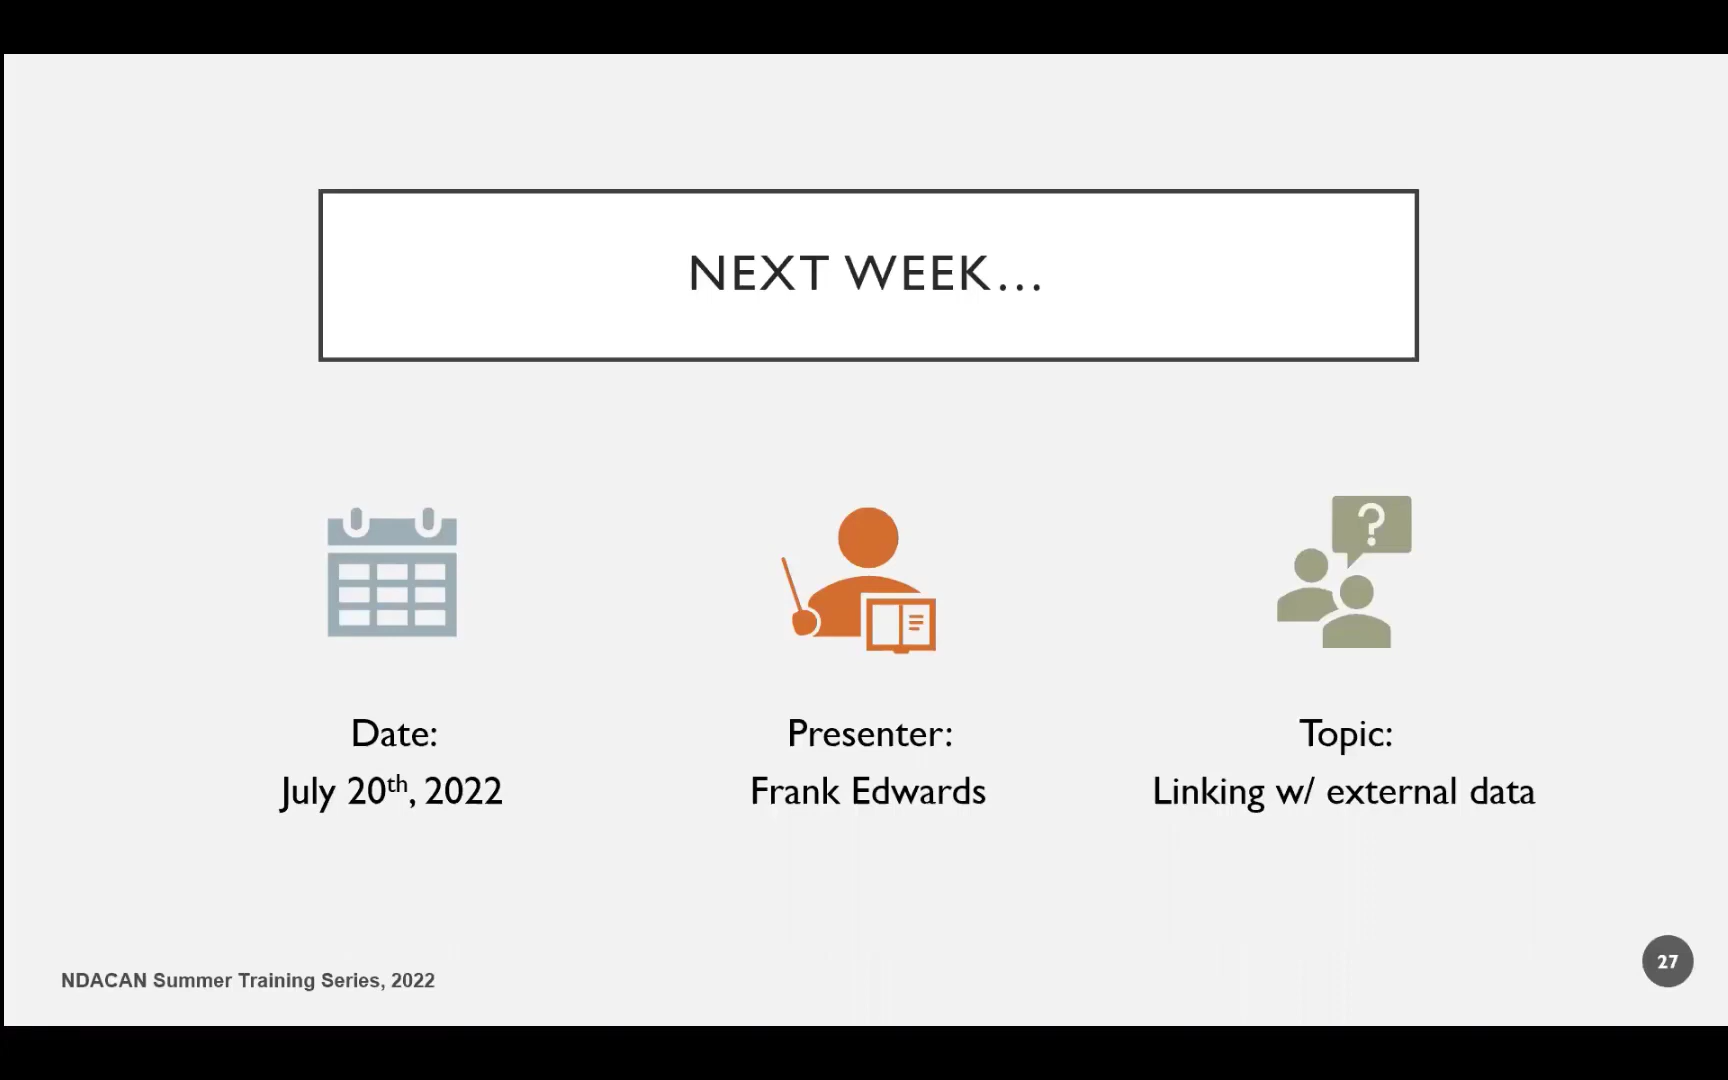 NEXT WEEK…
?
Date:
July 20th, 2022
Presenter:
Frank Edwards
Topic:
Linking w/ external data
NDACAN Summer Training Series, 2022
27